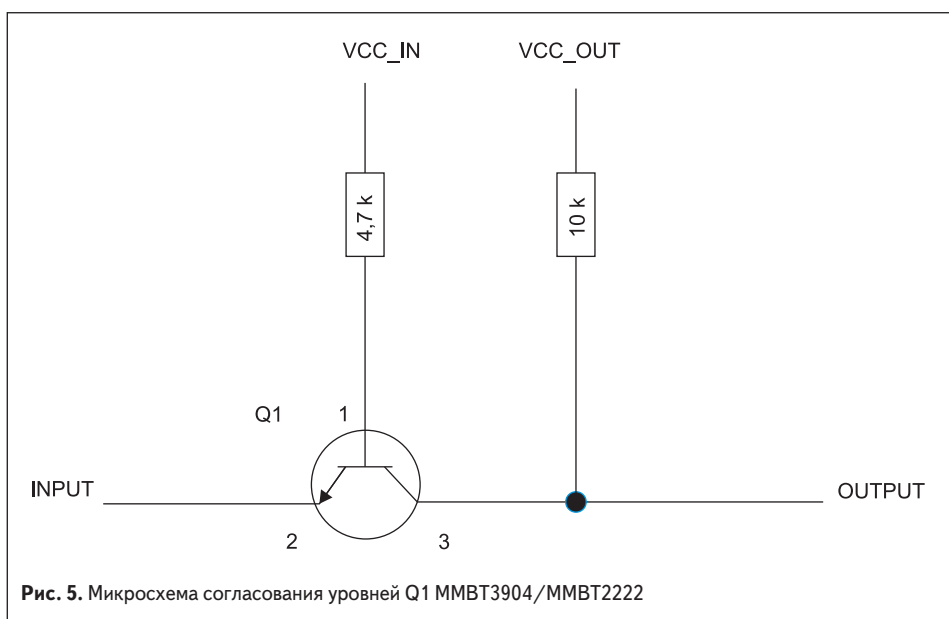 VCC_IN
VCC_OUT
4,7 k
10 k
Q1
1
INPUT
OUTPUT
2
3
Рис. 5. Микросхема согласования уровней Q1 MMBT3904/MMBT2222